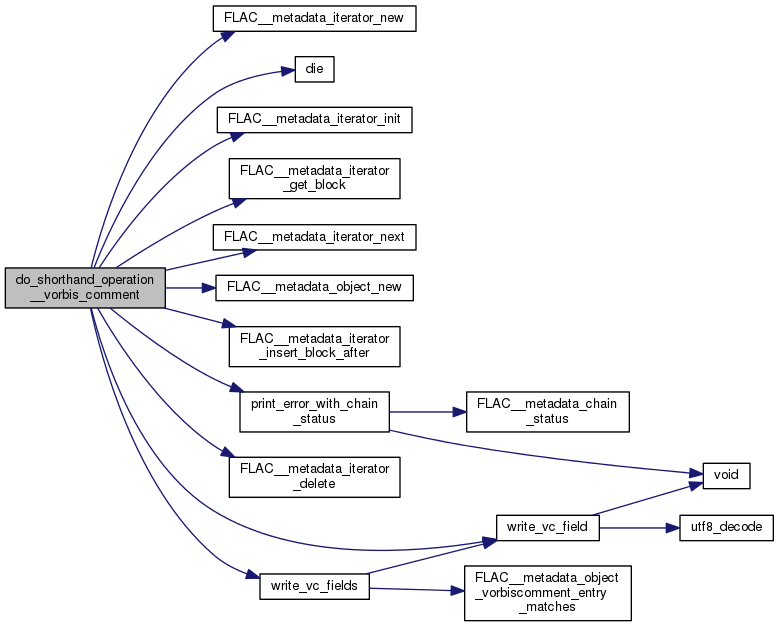 FLAC__metadata_iterator_new
die
FLAC__metadata_iterator_init
FLAC__metadata_iterator
_get_block
FLAC__metadata_iterator_next
do_shorthand_operation
__vorbis_comment
FLAC__metadata_object_new
FLAC__metadata_iterator
_insert_block_after
print_error_with_chain
_status
FLAC__metadata_chain
_status
FLAC__metadata_iterator
_delete
void
write_vc_field
utf8_decode
write_vc_fields
FLAC__metadata_object
_vorbiscomment_entry
_matches